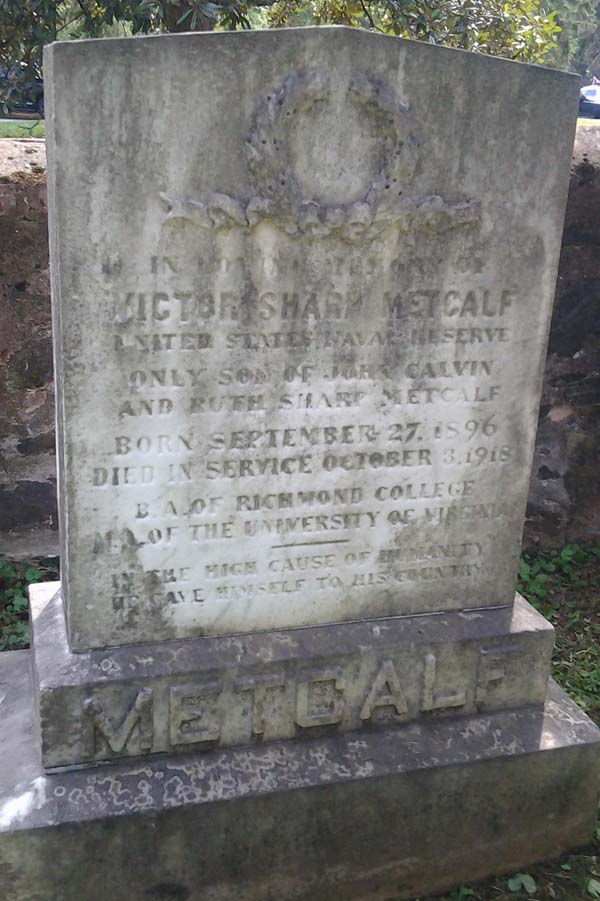 IN LOVING MEMORY OF
VICTOR SHARP METCALF
UNITED STATES NAVAL RESERVE
ONLY SON OF JOHN CALVIN
AND RUTH SHARP METCALF
BORN SEPTEMBER 27, 1896
DIED IN SERVICE OCTOBER 3, 1918
B.A. OF RICHMOND COLLEGE
M.A. OF THE UNIVERSITY OF VIRGINIA
IN THE HIGH CAUSE OF HUMANITY
HE GAVE HIMSELF TO HIS COUNTRY
METCALF